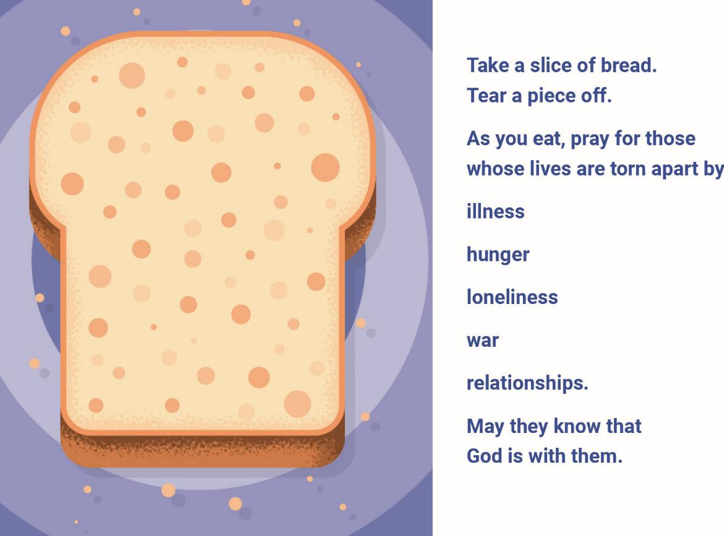 Take a slice of bread.
Tear a piece off.
As you eat, pray for those
whose lives are torn apart by
illness
hunger
loneliness
war
relationships.
May they know that
God is with them.